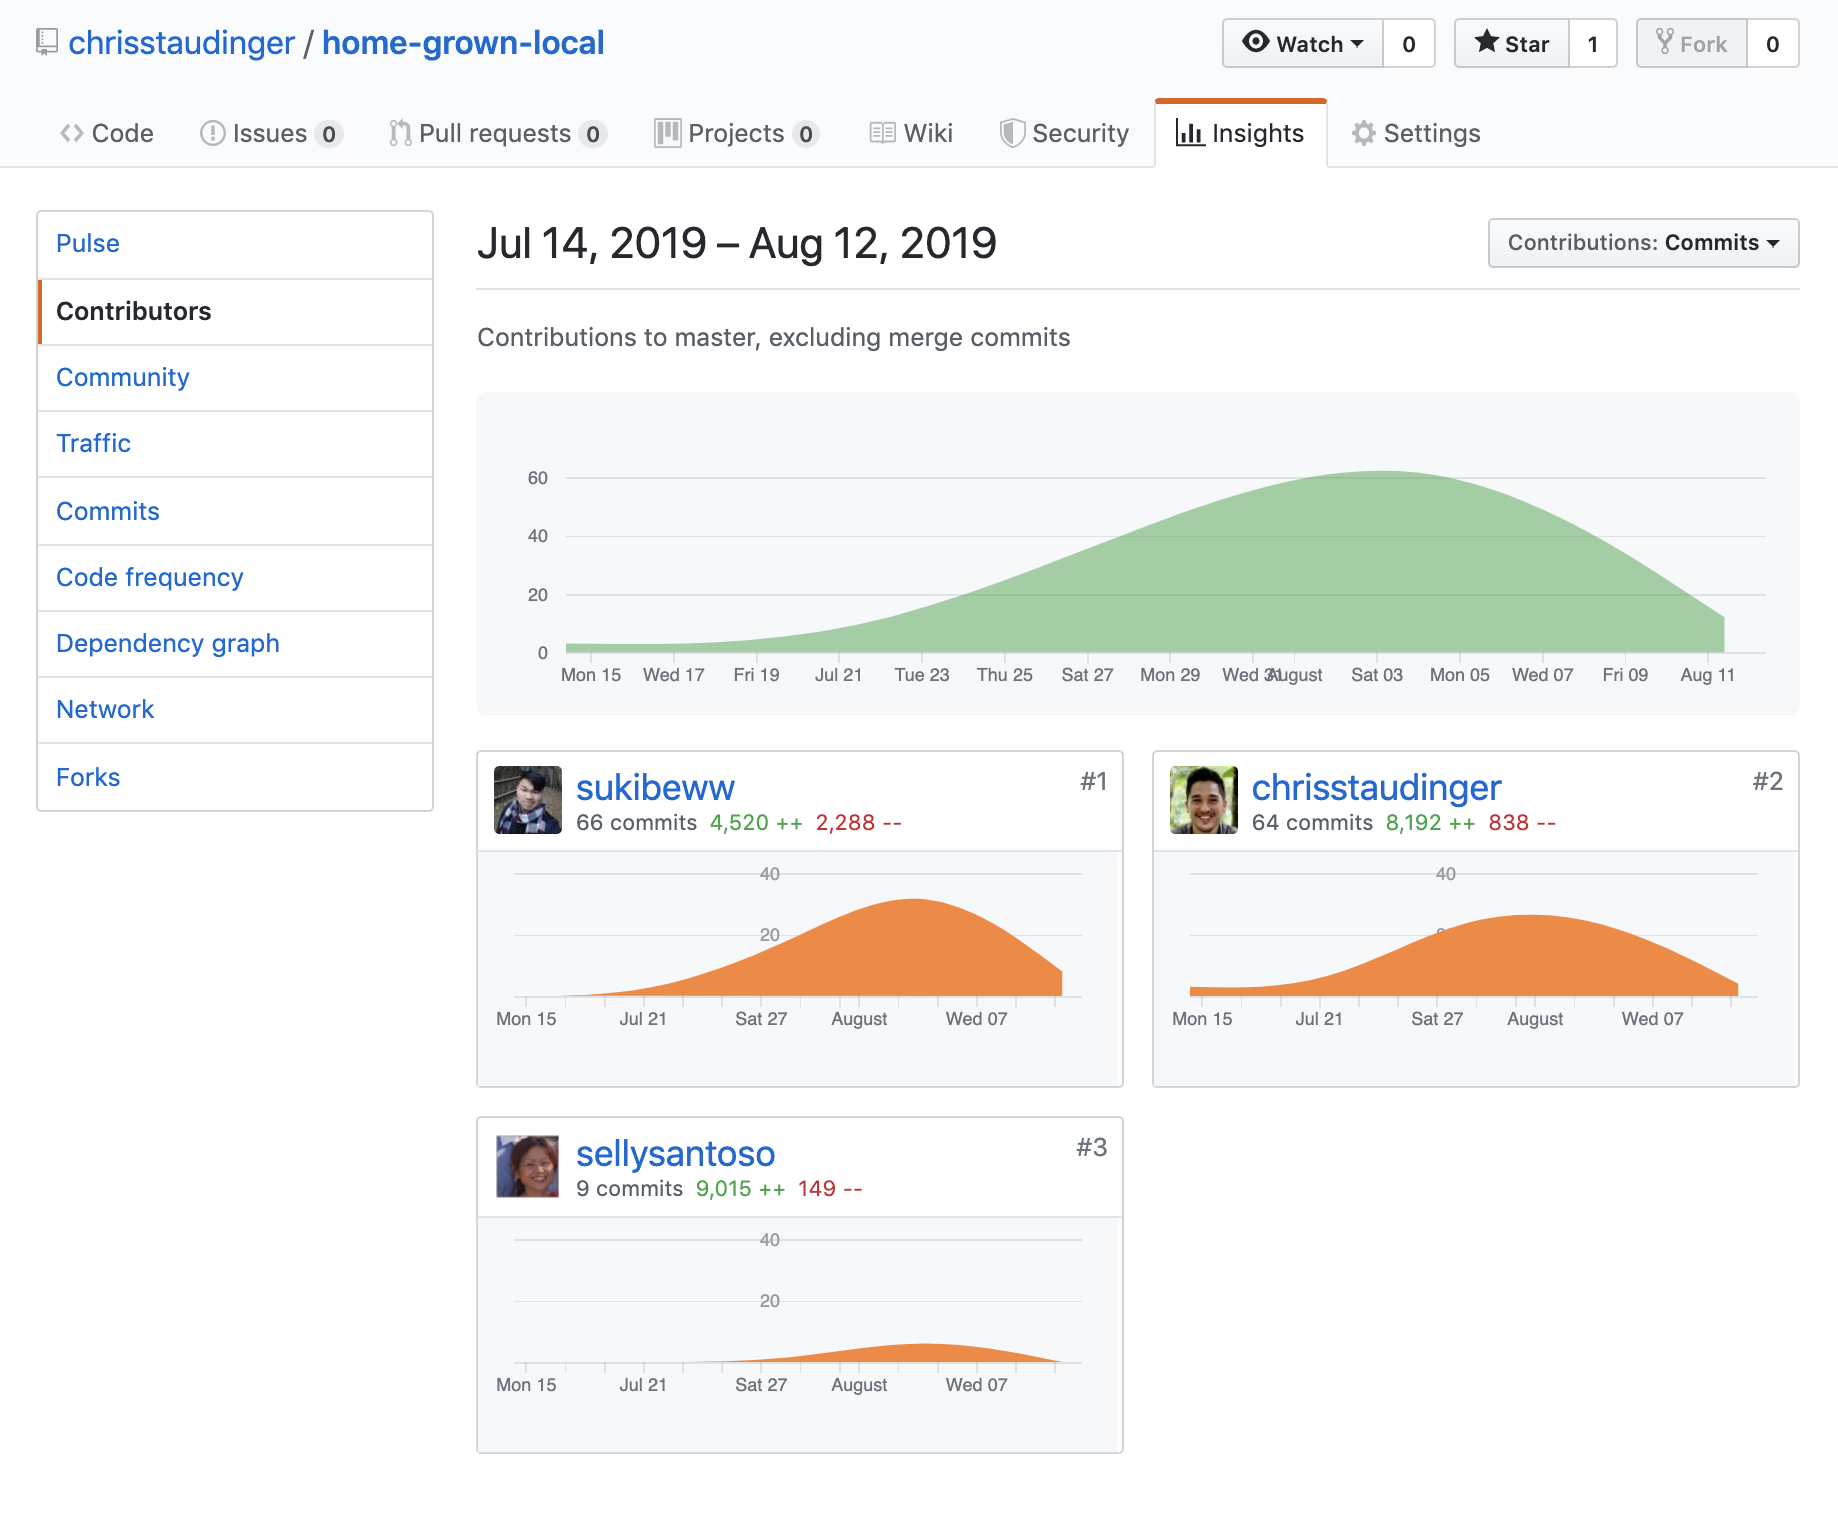 chrisstaudinger / home-grown-local
Watch 0
Star 1
Fork 0
Code
Issues 0
Pull requests 0
Projects 0
Wiki
Security
Insights
Settings
Pulse
Contributors
Community
Traffic
Commits
Code frequency
Dependency graph
Network
Forks
Jul 14, 2019 – Aug 12, 2019
Contributions: Commits
Contributions to master, excluding merge commits
60
40
20
0
Mon 15 Wed 17 Fri 19 Jul 21 Tue 23 Thu 25 Sat 27 Mon 29 Wed 31 August Sat 03 Mon 05 Wed 07 Fri 09 Aug 11
sukibeww #1
66 commits 4,520 ++ 2,288 --
40
20
Mon 15 Jul 21 Sat 27 August Wed 07
chrisstaudinger #2
64 commits 8,192 ++ 838 --
40
Mon 15 Jul 21 Sat 27 August Wed 07
sellysantoso #3
9 commits 9,015 ++ 149 --
40
20
Mon 15 Jul 21 Sat 27 August Wed 07